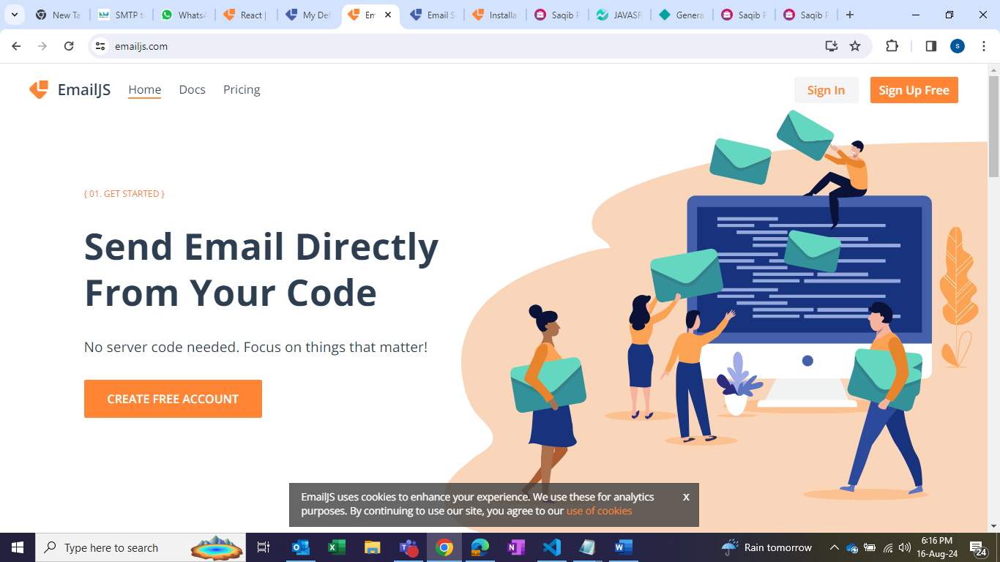 New Ta
SMTP t
WhatsA
React |
My Def
Em
Email S
Installa
Saqib F
JAVASR
Genera
Saqib F
Saqib F
emailjs.com
S
EmailJS
Home
Docs
Pricing
Sign In
Sign Up Free
{ 01. GET STARTED }
Send Email Directly
From Your Code
No server code needed. Focus on things that matter!
CREATE FREE ACCOUNT
EmailJS uses cookies to enhance your experience. We use these for analytics
purposes. By continuing to use our site, you agree to our use of cookies
X
Type here to search
Rain tomorrow
6:16 PM
16-Aug-24
24